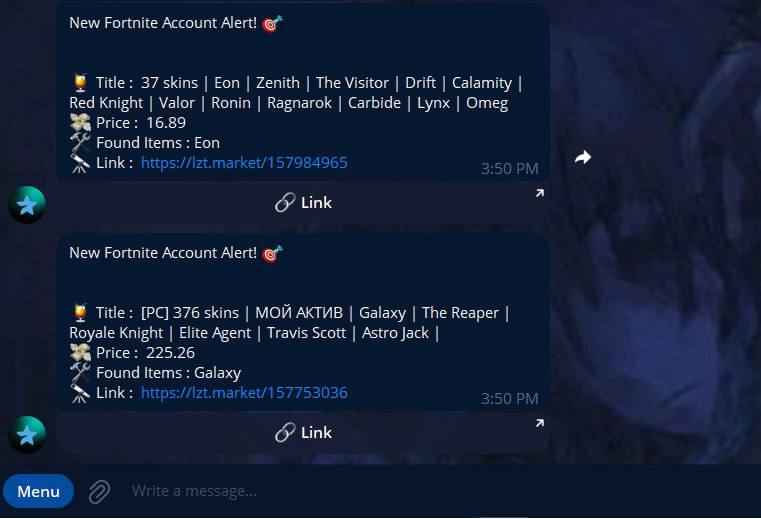 New Fortnite Account Alert! 🎯
🍹 Title : 37 skins | Eon | Zenith | The Visitor | Drift | Calamity |
Red Knight | Valor | Ronin | Ragnarok | Carbide | Lynx | Omeg
💸 Price : 16.89
🛠 Found Items : Eon
🔭 Link : https://lzt.market/157984965
3:50 PM
🔗 Link
New Fortnite Account Alert! 🎯
🍹 Title : [PC] 376 skins | МОЙ АКТИВ | Galaxy | The Reaper |
Royale Knight | Elite Agent | Travis Scott | Astro Jack |
💸 Price : 225.26
🛠 Found Items : Galaxy
🔭 Link : https://lzt.market/157753036
3:50 PM
🔗 Link
Menu
Write a message...